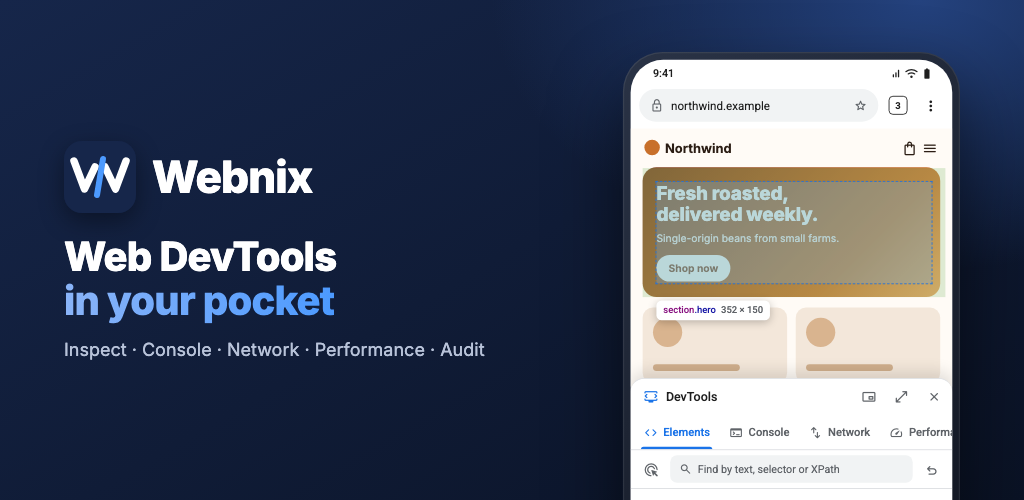 Webnix
Web DevTools
in your pocket
Inspect · Console · Network · Performance · Audit
9:41
northwind.example
3
Northwind
Fresh roasted,
delivered weekly.
Single-origin beans from small farms.
Shop now
section.hero 352 × 150
DevTools
Elements Console Network Performa
Find by text, selector or XPath